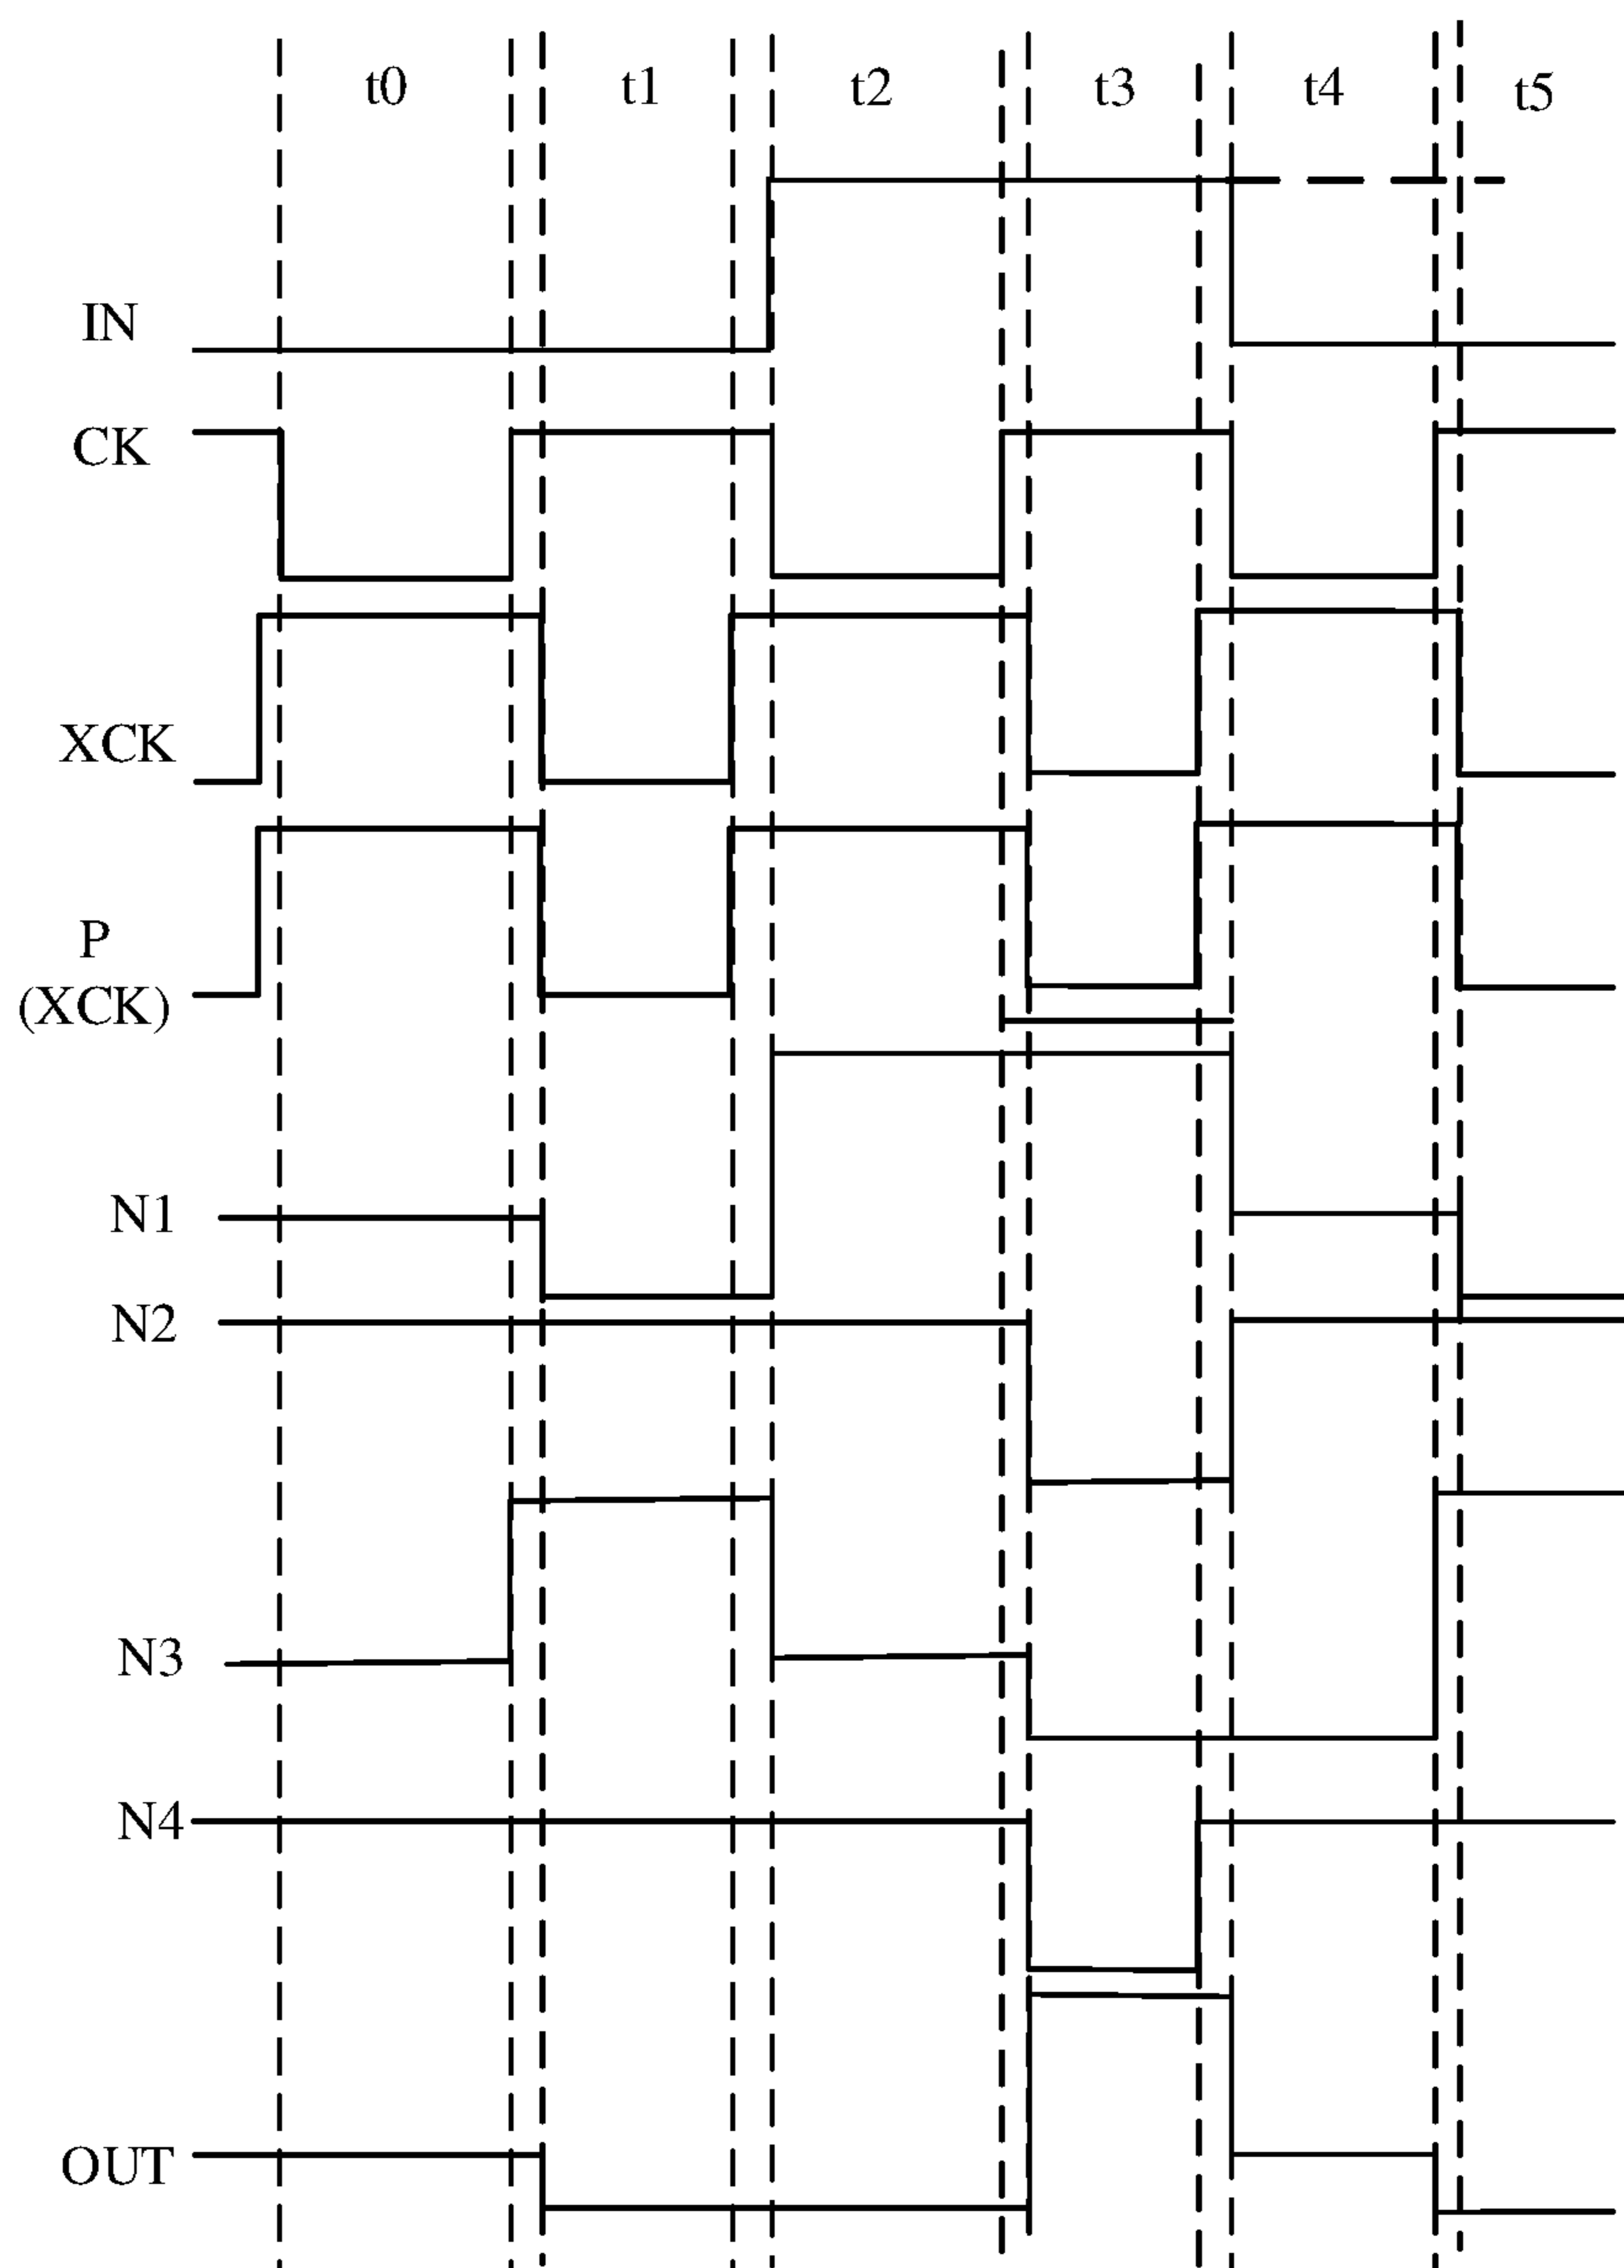 t0 t1 t2 t3 t4 t5
IN
CK
XCK
P
(XCK)
N1
N2
N3
N4
OUT